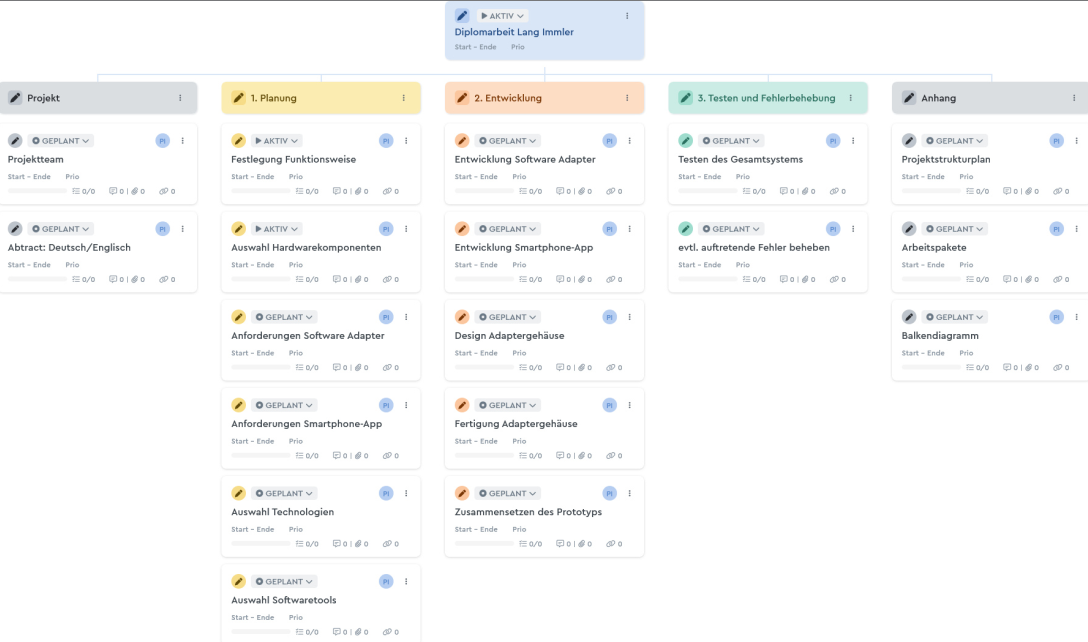 AKTIV
Diplomarbeit Lang Immler
Start – Ende Prio
Projekt
GEPLANT PI
Projektteam
Start – Ende Prio
0/0 0 | 0 0
GEPLANT PI
Abtract: Deutsch/Englisch
Start – Ende Prio
0/0 0 | 0 0
1. Planung
AKTIV PI
Festlegung Funktionsweise
Start – Ende Prio
0/0 0 | 0 0
AKTIV PI
Auswahl Hardwarekomponenten
Start – Ende Prio
0/0 0 | 0 0
GEPLANT PI
Anforderungen Software Adapter
Start – Ende Prio
0/0 0 | 0 0
GEPLANT PI
Anforderungen Smartphone-App
Start – Ende Prio
0/0 0 | 0 0
GEPLANT PI
Auswahl Technologien
Start – Ende Prio
0/0 0 | 0 0
GEPLANT PI
Auswahl Softwaretools
Start – Ende Prio
0/0 0 | 0 0
2. Entwicklung
GEPLANT PI
Entwicklung Software Adapter
Start – Ende Prio
0/0 0 | 0 0
GEPLANT PI
Entwicklung Smartphone-App
Start – Ende Prio
0/0 0 | 0 0
GEPLANT PI
Design Adaptergehäuse
Start – Ende Prio
0/0 0 | 0 0
GEPLANT PI
Fertigung Adaptergehäuse
Start – Ende Prio
0/0 0 | 0 0
GEPLANT PI
Zusammensetzen des Prototyps
Start – Ende Prio
0/0 0 | 0 0
3. Testen und Fehlerbehebung
GEPLANT PI
Testen des Gesamtsystems
Start – Ende Prio
0/0 0 | 0 0
GEPLANT PI
evtl. auftretende Fehler beheben
Start – Ende Prio
0/0 0 | 0 0
Anhang
GEPLANT PI
Projektstrukturplan
Start – Ende Prio
0/0 0 | 0 0
GEPLANT PI
Arbeitspakete
Start – Ende Prio
0/0 0 | 0 0
GEPLANT PI
Balkendiagramm
Start – Ende Prio
0/0 0 | 0 0